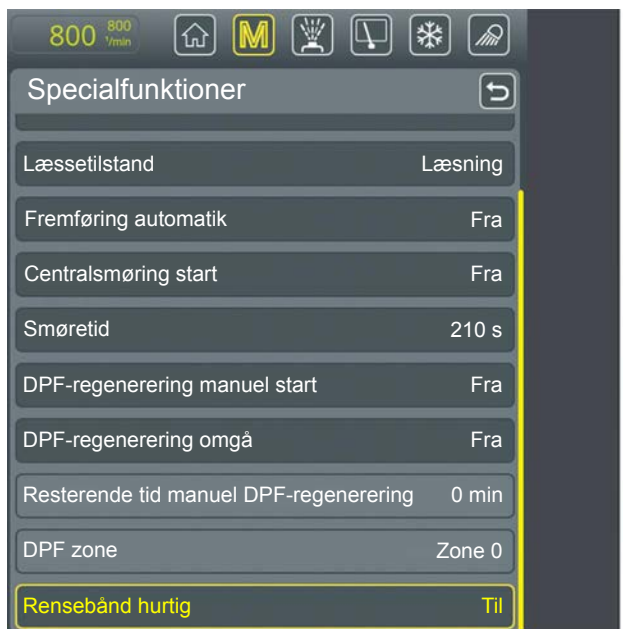 800 800 1/min M
Specialfunktioner
Læssetilstand Læsning
Fremføring automatik Fra
Centralsmøring start Fra
Smøretid 210 s
DPF-regenerering manuel start Fra
DPF-regenerering omgå Fra
Resterende tid manuel DPF-regenerering 0 min
DPF zone Zone 0
Rensebånd hurtig Til